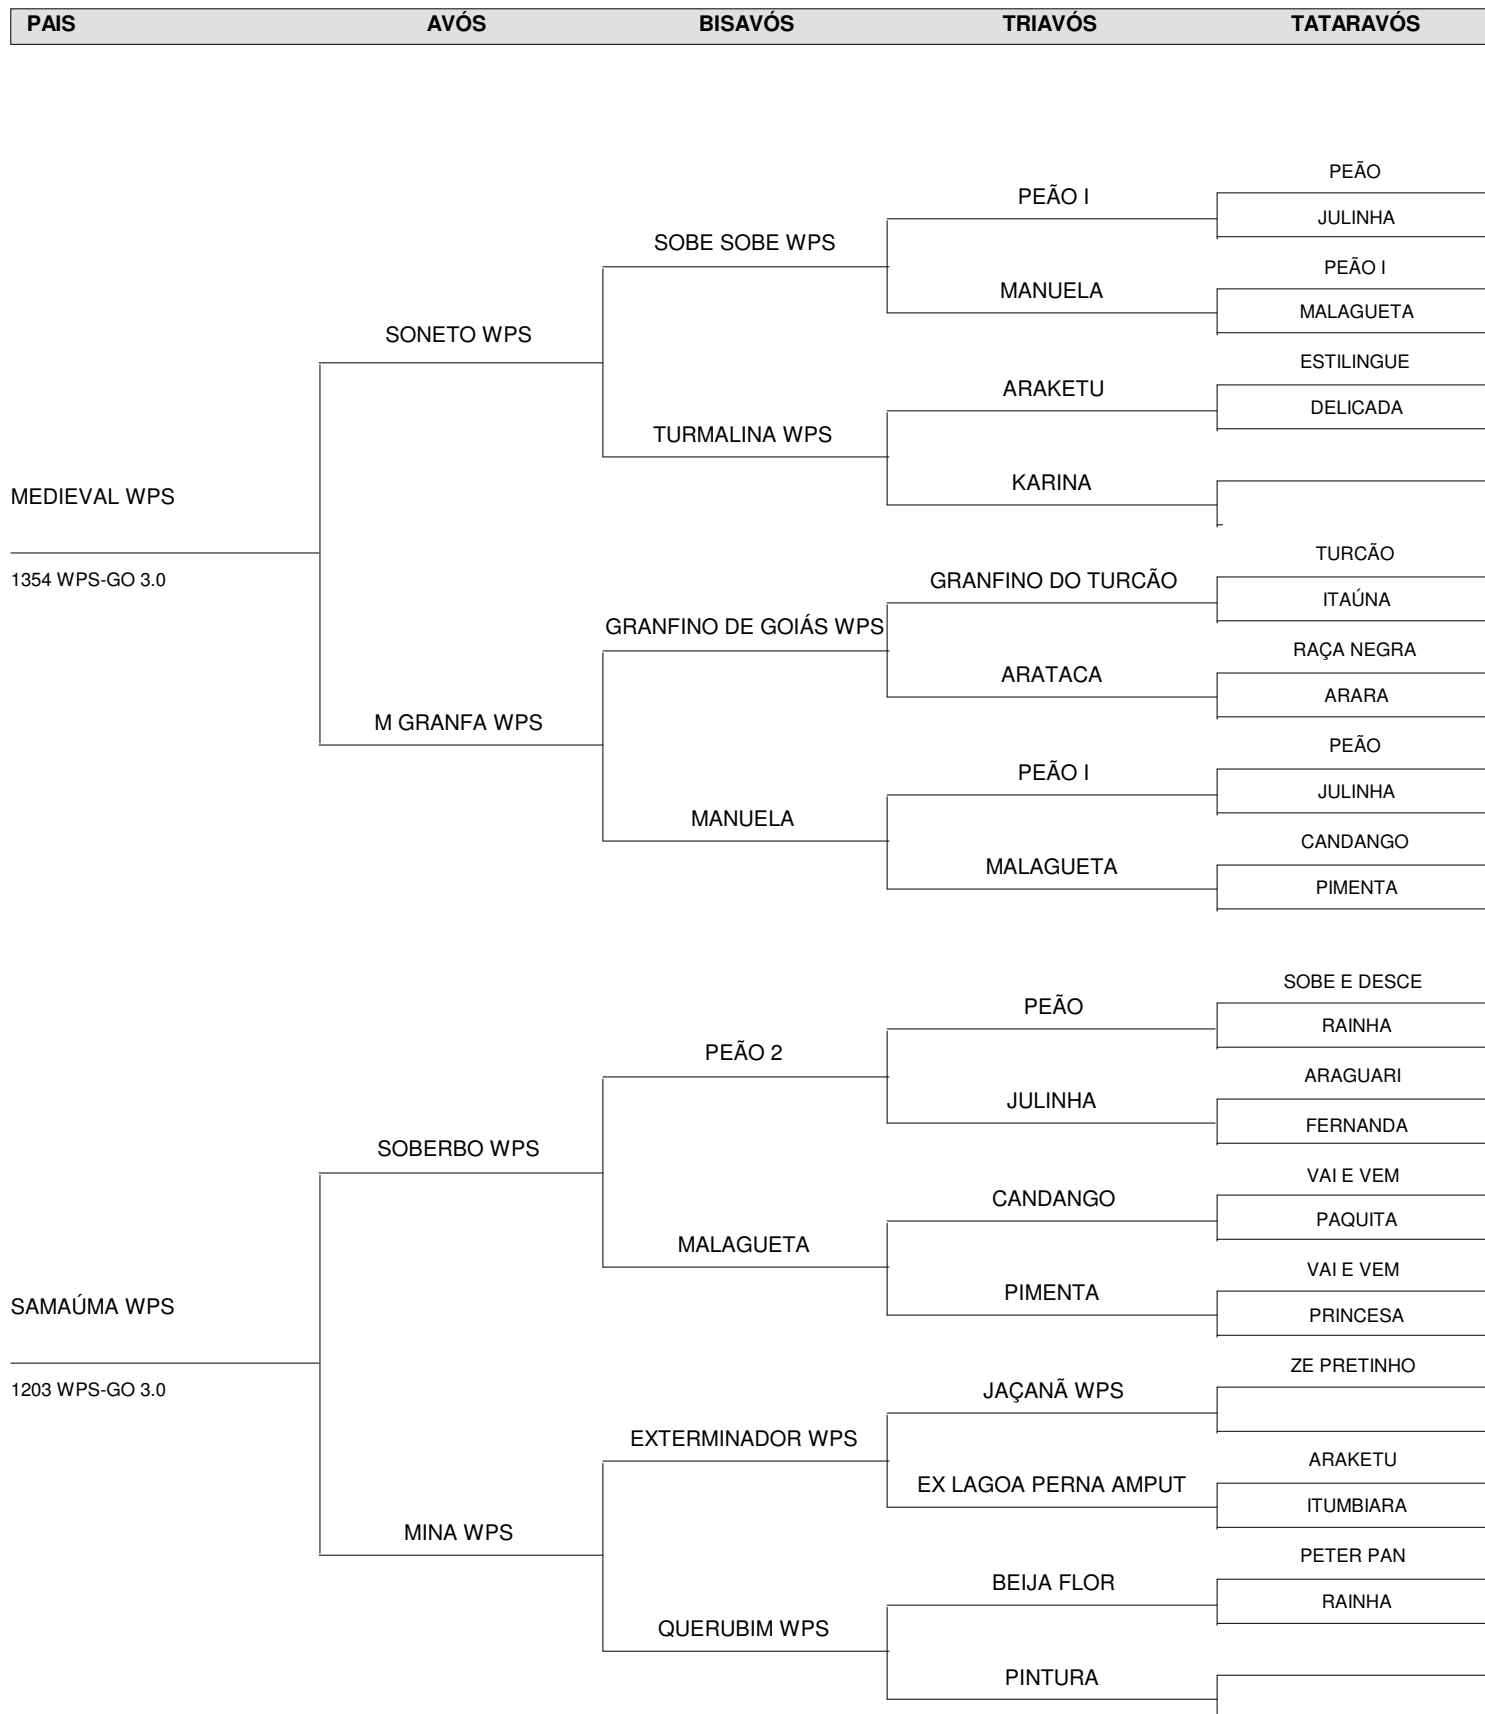 PAIS AVÓS BISAVÓS TRIAVÓS TATARAVÓS
PEÃO
PEÃO I
JULINHA
SOBE SOBE WPS
PEÃO I
MANUELA
MALAGUETA
SONETO WPS
ESTILINGUE
ARAKETU
DELICADA
TURMALINA WPS
KARINA
MEDIEVAL WPS
TURCÃO
1354 WPS-GO 3.0
GRANFINO DO TURCÃO
ITAÚNA
GRANFINO DE GOIÁS WPS
RAÇA NEGRA
ARATACA
ARARA
M GRANFA WPS
PEÃO
PEÃO I
JULINHA
MANUELA
CANDANGO
MALAGUETA
PIMENTA
SOBE E DESCE
PEÃO
RAINHA
PEÃO 2
ARAGUARI
JULINHA
FERNANDA
SOBERBO WPS
VAI E VEM
CANDANGO
PAQUITA
MALAGUETA
VAI E VEM
PIMENTA
SAMAÚMA WPS
PRINCESA
ZE PRETINHO
1203 WPS-GO 3.0
JAÇANÃ WPS
EXTERMINADOR WPS
ARAKETU
EX LAGOA PERNA AMPUT
ITUMBIARA
MINA WPS
PETER PAN
BEIJA FLOR
RAINHA
QUERUBIM WPS
PINTURA